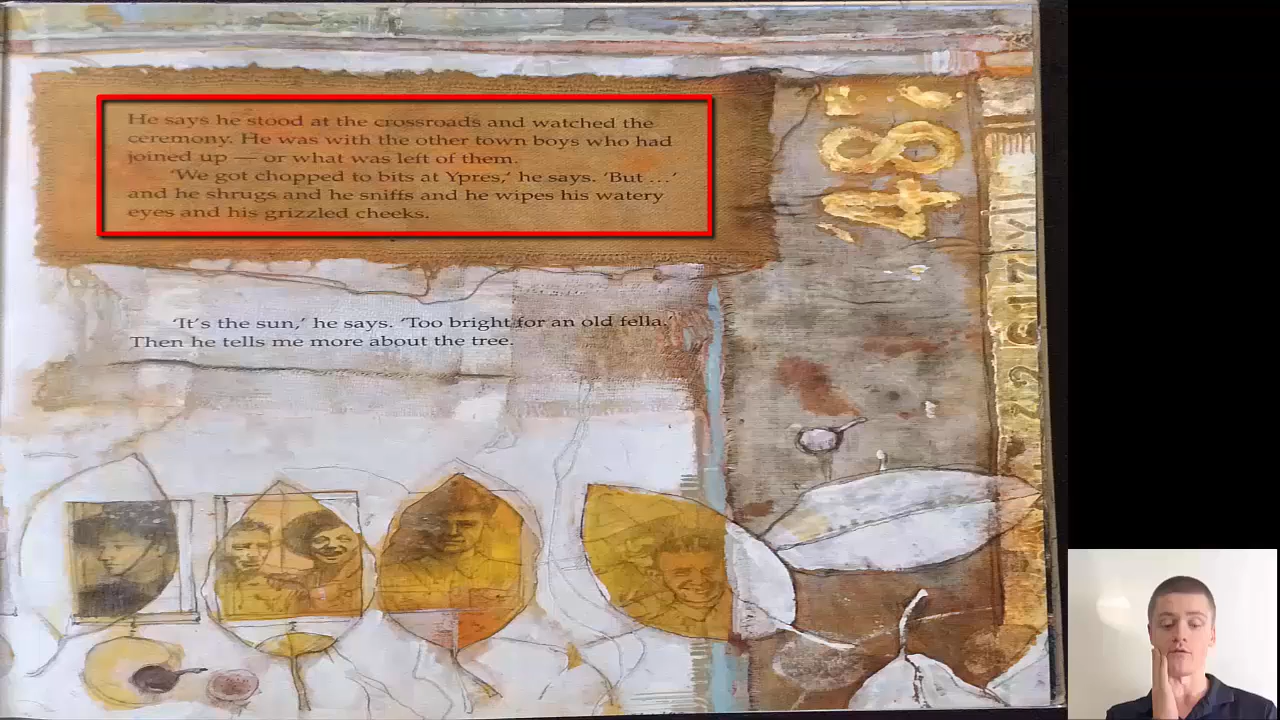 He says he stood at the crossroads and watched the
ceremony. He was with the other town boys who had
joined up — or what was left of them.
‘We got chopped to bits at Ypres,’ he says. ‘But ...’
and he shrugs and he sniffs and he wipes his watery
eyes and his grizzled cheeks.
‘It’s the sun,’ he says. ‘Too bright for an old fella.’
Then he tells me more about the tree.
48